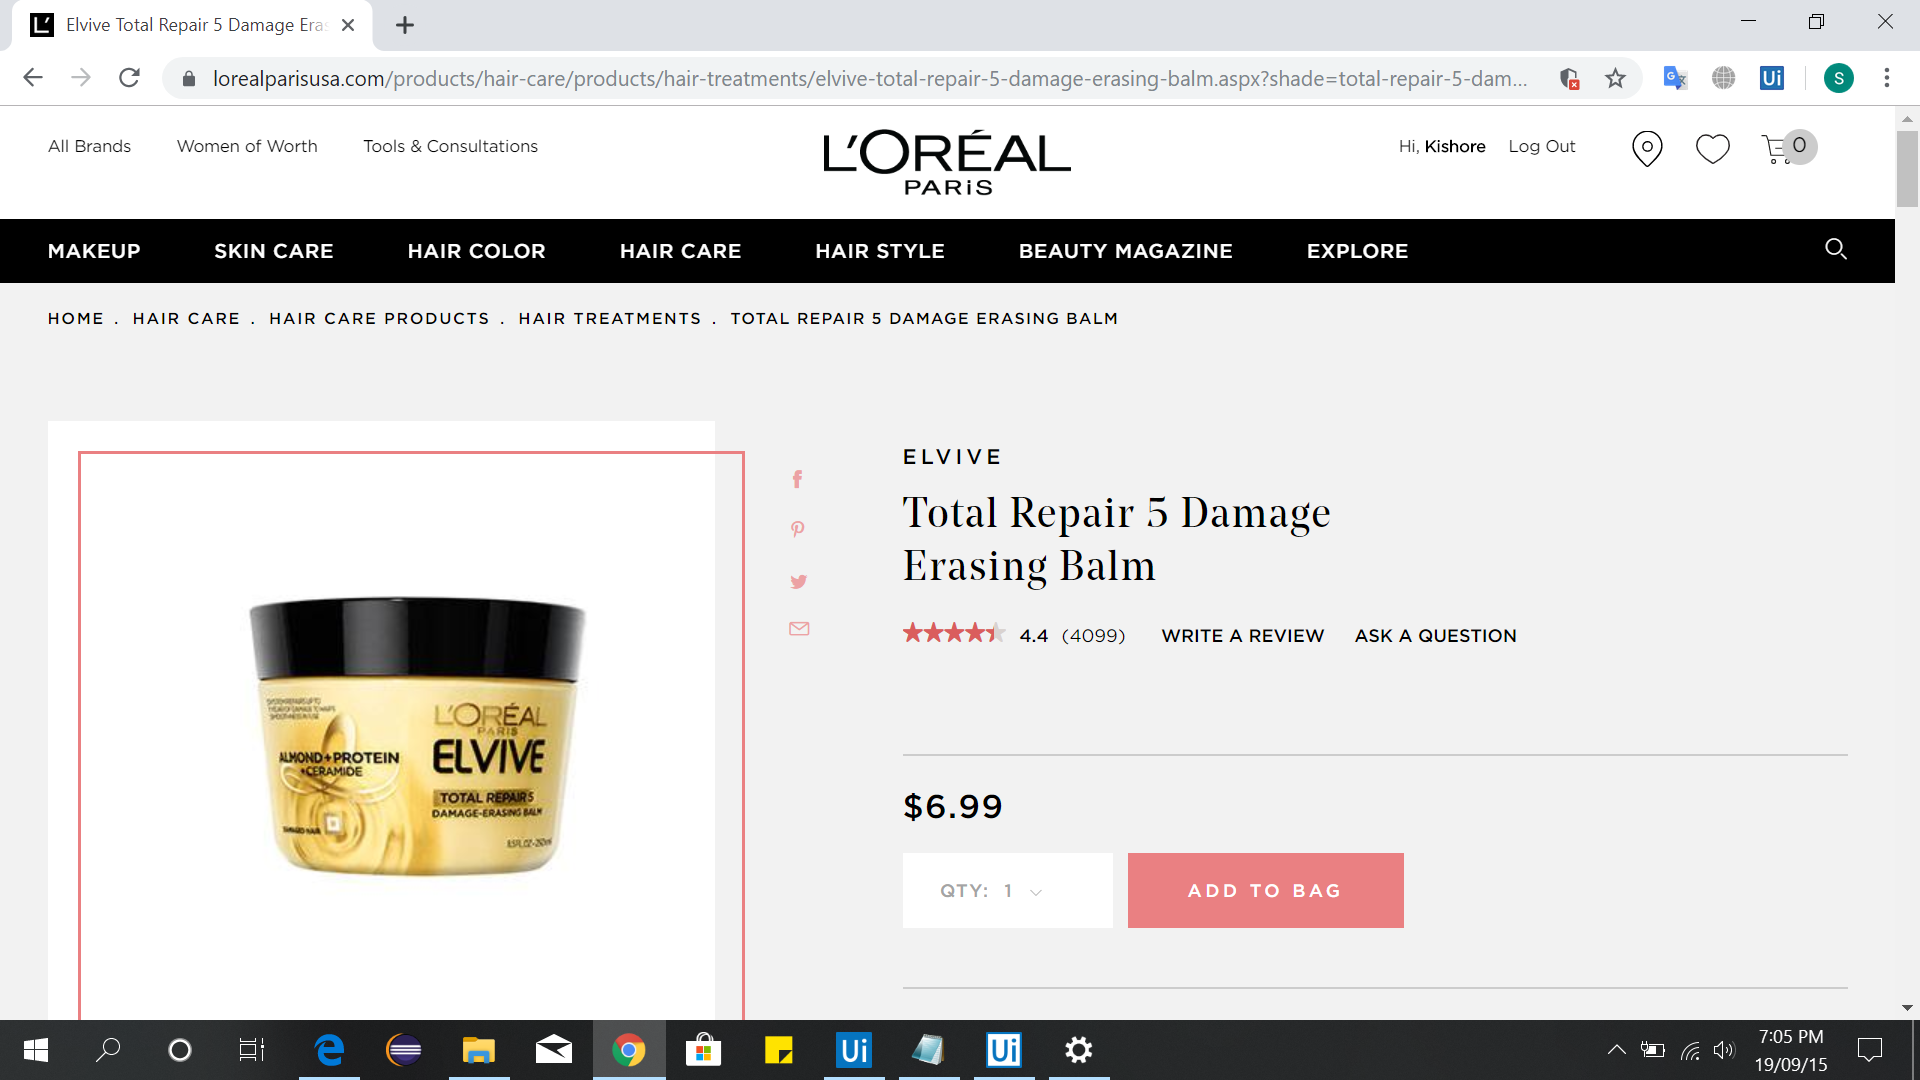 Elvive Total Repair 5 Damage Eras
lorealparisusa.com/products/hair-care/products/hair-treatments/elvive-total-repair-5-damage-erasing-balm.aspx?shade=total-repair-5-dam...
Ui
S
All Brands
Women of Worth
Tools & Consultations
L'ORÉAL
PARiS
Hi, Kishore
Log Out
0
MAKEUP
SKIN CARE
HAIR COLOR
HAIR CARE
HAIR STYLE
BEAUTY MAGAZINE
EXPLORE
HOME . HAIR CARE . HAIR CARE PRODUCTS . HAIR TREATMENTS . TOTAL REPAIR 5 DAMAGE ERASING BALM
L'ORÉAL
PARIS
ELVIVE
ALMOND+PROTEIN
+CERAMIDE
TOTAL REPAIR 5
DAMAGE-ERASING BALM
ELVIVE
Total Repair 5 Damage
Erasing Balm
4.4 (4099)
WRITE A REVIEW
ASK A QUESTION
$6.99
QTY: 1
ADD TO BAG
Ui
Ui
7:05 PM
19/09/15